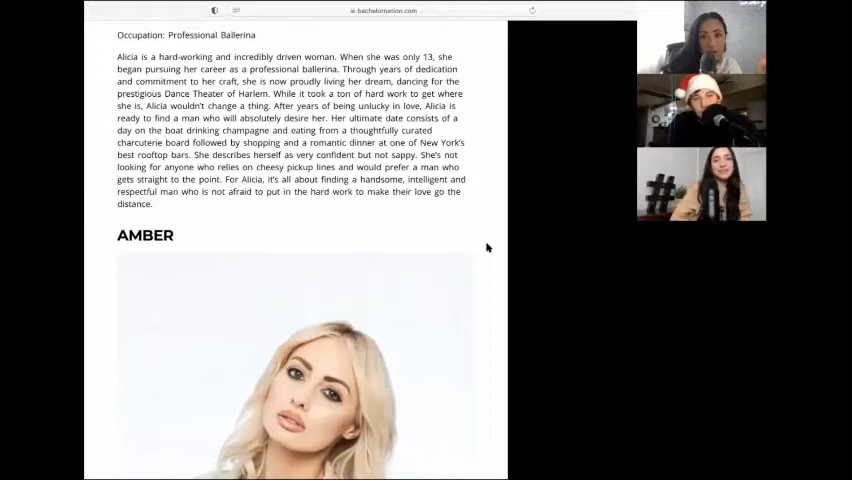 bachelornation.com
Occupation: Professional Ballerina
Alicia is a hard-working and incredibly driven woman. When she was only 13, she
began pursuing her career as a professional ballerina. Through years of dedication
and commitment to her craft, she is now proudly living her dream, dancing for the
prestigious Dance Theater of Harlem. While it took a ton of hard work to get where
she is, Alicia wouldn't change a thing. After years of being unlucky in love, Alicia is
ready to find a man who will absolutely desire her. Her ultimate date consists of a
day on the boat drinking champagne and eating from a thoughtfully curated
charcuterie board followed by shopping and a romantic dinner at one of New York's
best rooftop bars. She describes herself as very confident but not sappy. She's not
looking for anyone who relies on cheesy pickup lines and would prefer a man who
gets straight to the point. For Alicia, it's all about finding a handsome, intelligent and
respectful man who is not afraid to put in the hard work to make their love go the
distance.
AMBER